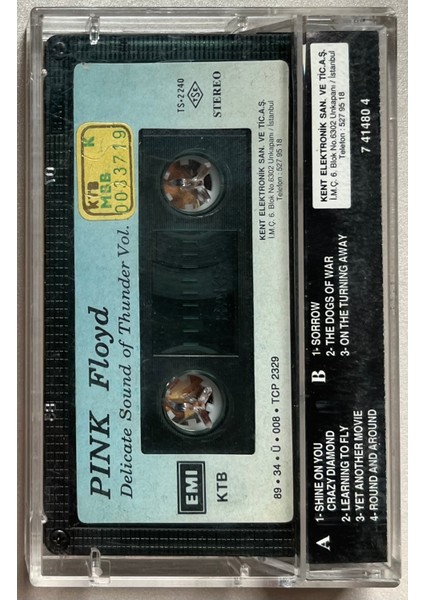 PINK Floyd
Delicate Sound of Thunder Vol.
KTB
MBB K
0033719
TS-2240
TSE
STEREO
EMI
KTB
89 • 34 • Ü • 008 • TCP 2329
KENT ELEKTRONİK SAN. VE TİC.A.Ş.
İ.M.Ç. 6. Blok No.6302 Unkapanı / İstanbul
Telefon : 527 95 18
A
1- SHINE ON YOU
CRAZY DIAMOND
2- LEARNING TO FLY
3- YET ANOTHER MOVIE
4- ROUND AND AROUND
B
1- SORROW
2- THE DOGS OF WAR
3- ON THE TURNING AWAY
KENT ELEKTRONİK SAN. VE TİC.A.Ş.
İ.M.Ç. 6. Blok No.6302 Unkapanı / İstanbul
Telefon : 527 95 18
7 41480 4